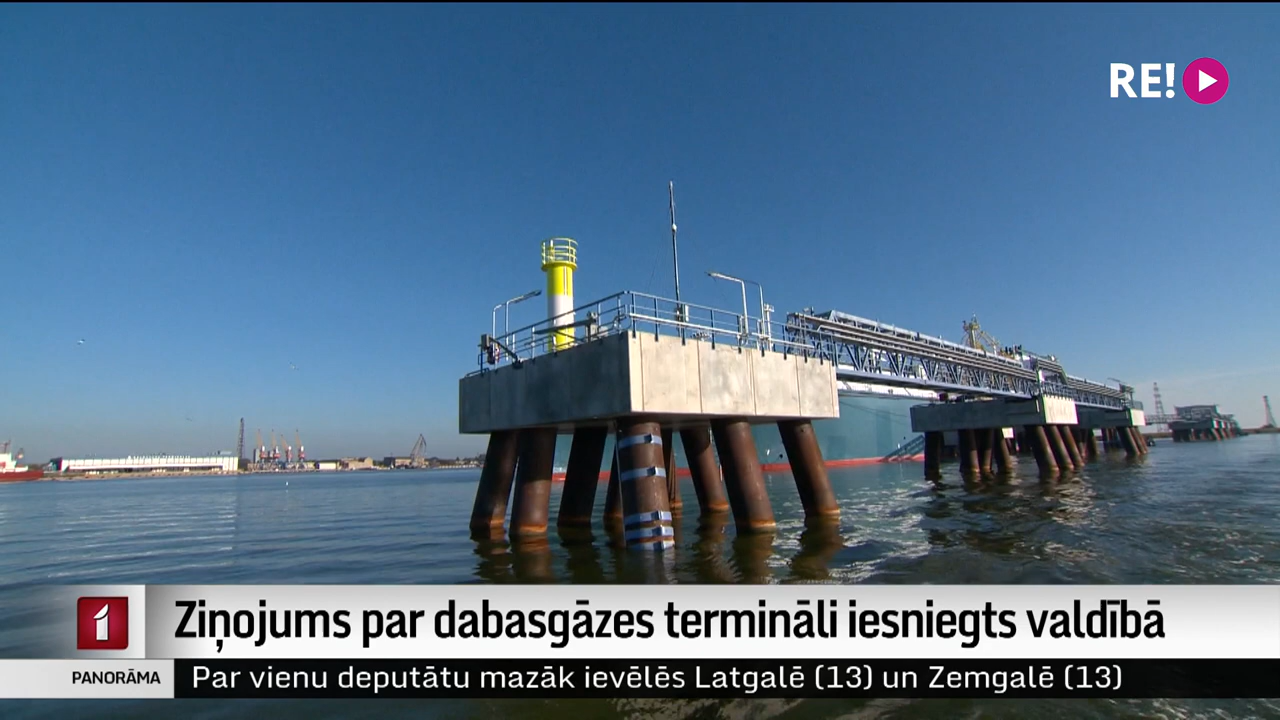 RE!
1
Ziņojums par dabasgāzes termināli iesniegts valdībā
PANORĀMA
Par vienu deputātu mazāk ievēlēs Latgalē (13) un Zemgalē (13)